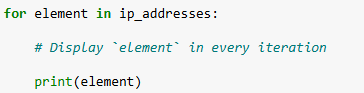 for element in ip_addresses:
# Display `element` in every iteration
print(element)